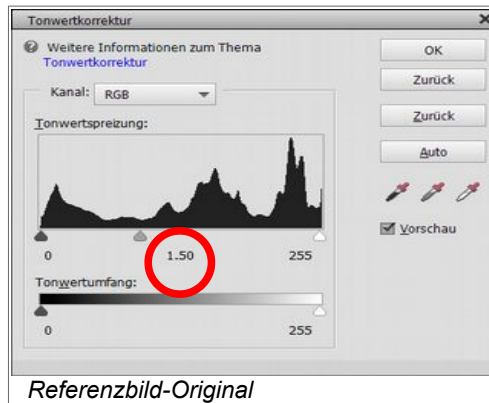 Tonwertkorrektur
Weitere Informationen zum Thema
Tonwertkorrektur
Kanal: RGB
Tonwertspreizung:
0 1.50 255
Tonwertumfang:
0 255
OK
Zurück
Zurück
Auto
Vorschau
Referenzbild-Original